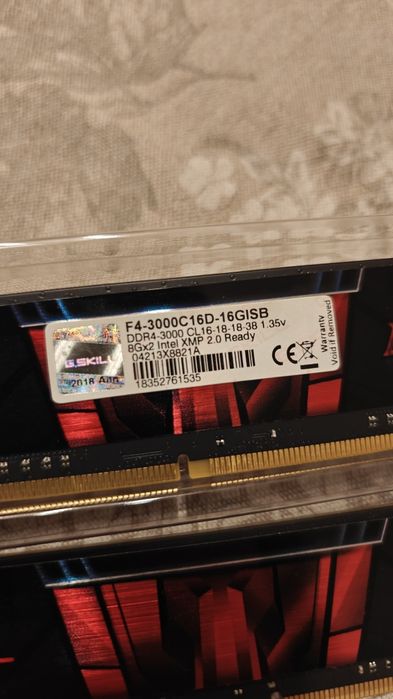 F4-3000C16D-16GISB
DDR4-3000 CL16-18-18-38 1.35v
8Gx2 Intel XMP 2.0 Ready
04213X8821A
18352761535
G.SKILL
2018
CE
Warranty
Void if Removed